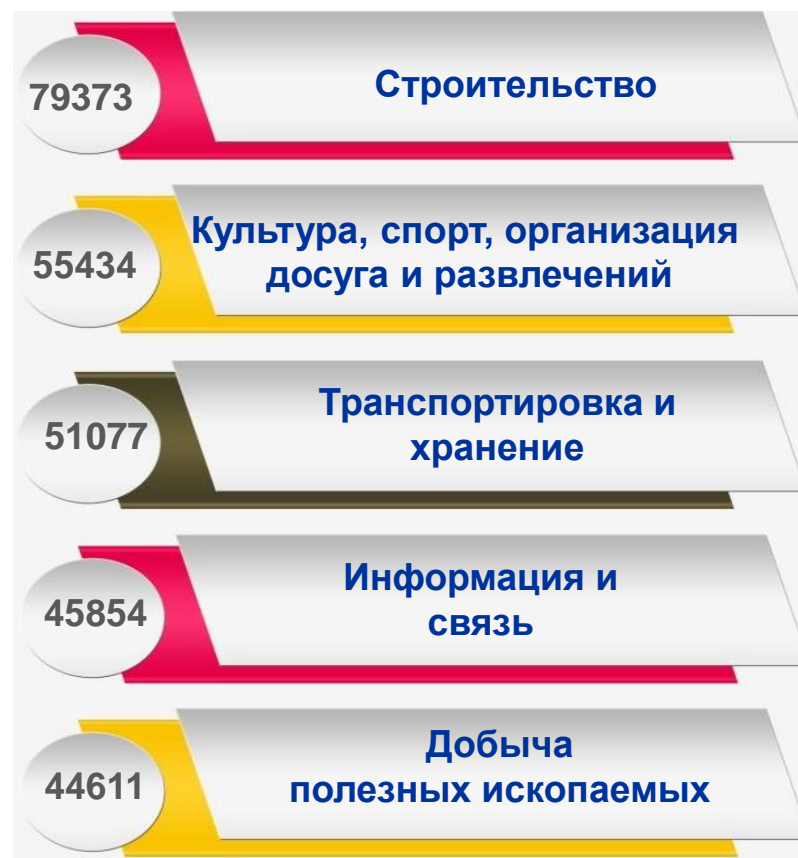 79373
Строительство
55434
Культура, спорт, организация
досуга и развлечений
51077
Транспортировка и
хранение
45854
Информация и
связь
44611
Добыча
полезных ископаемых